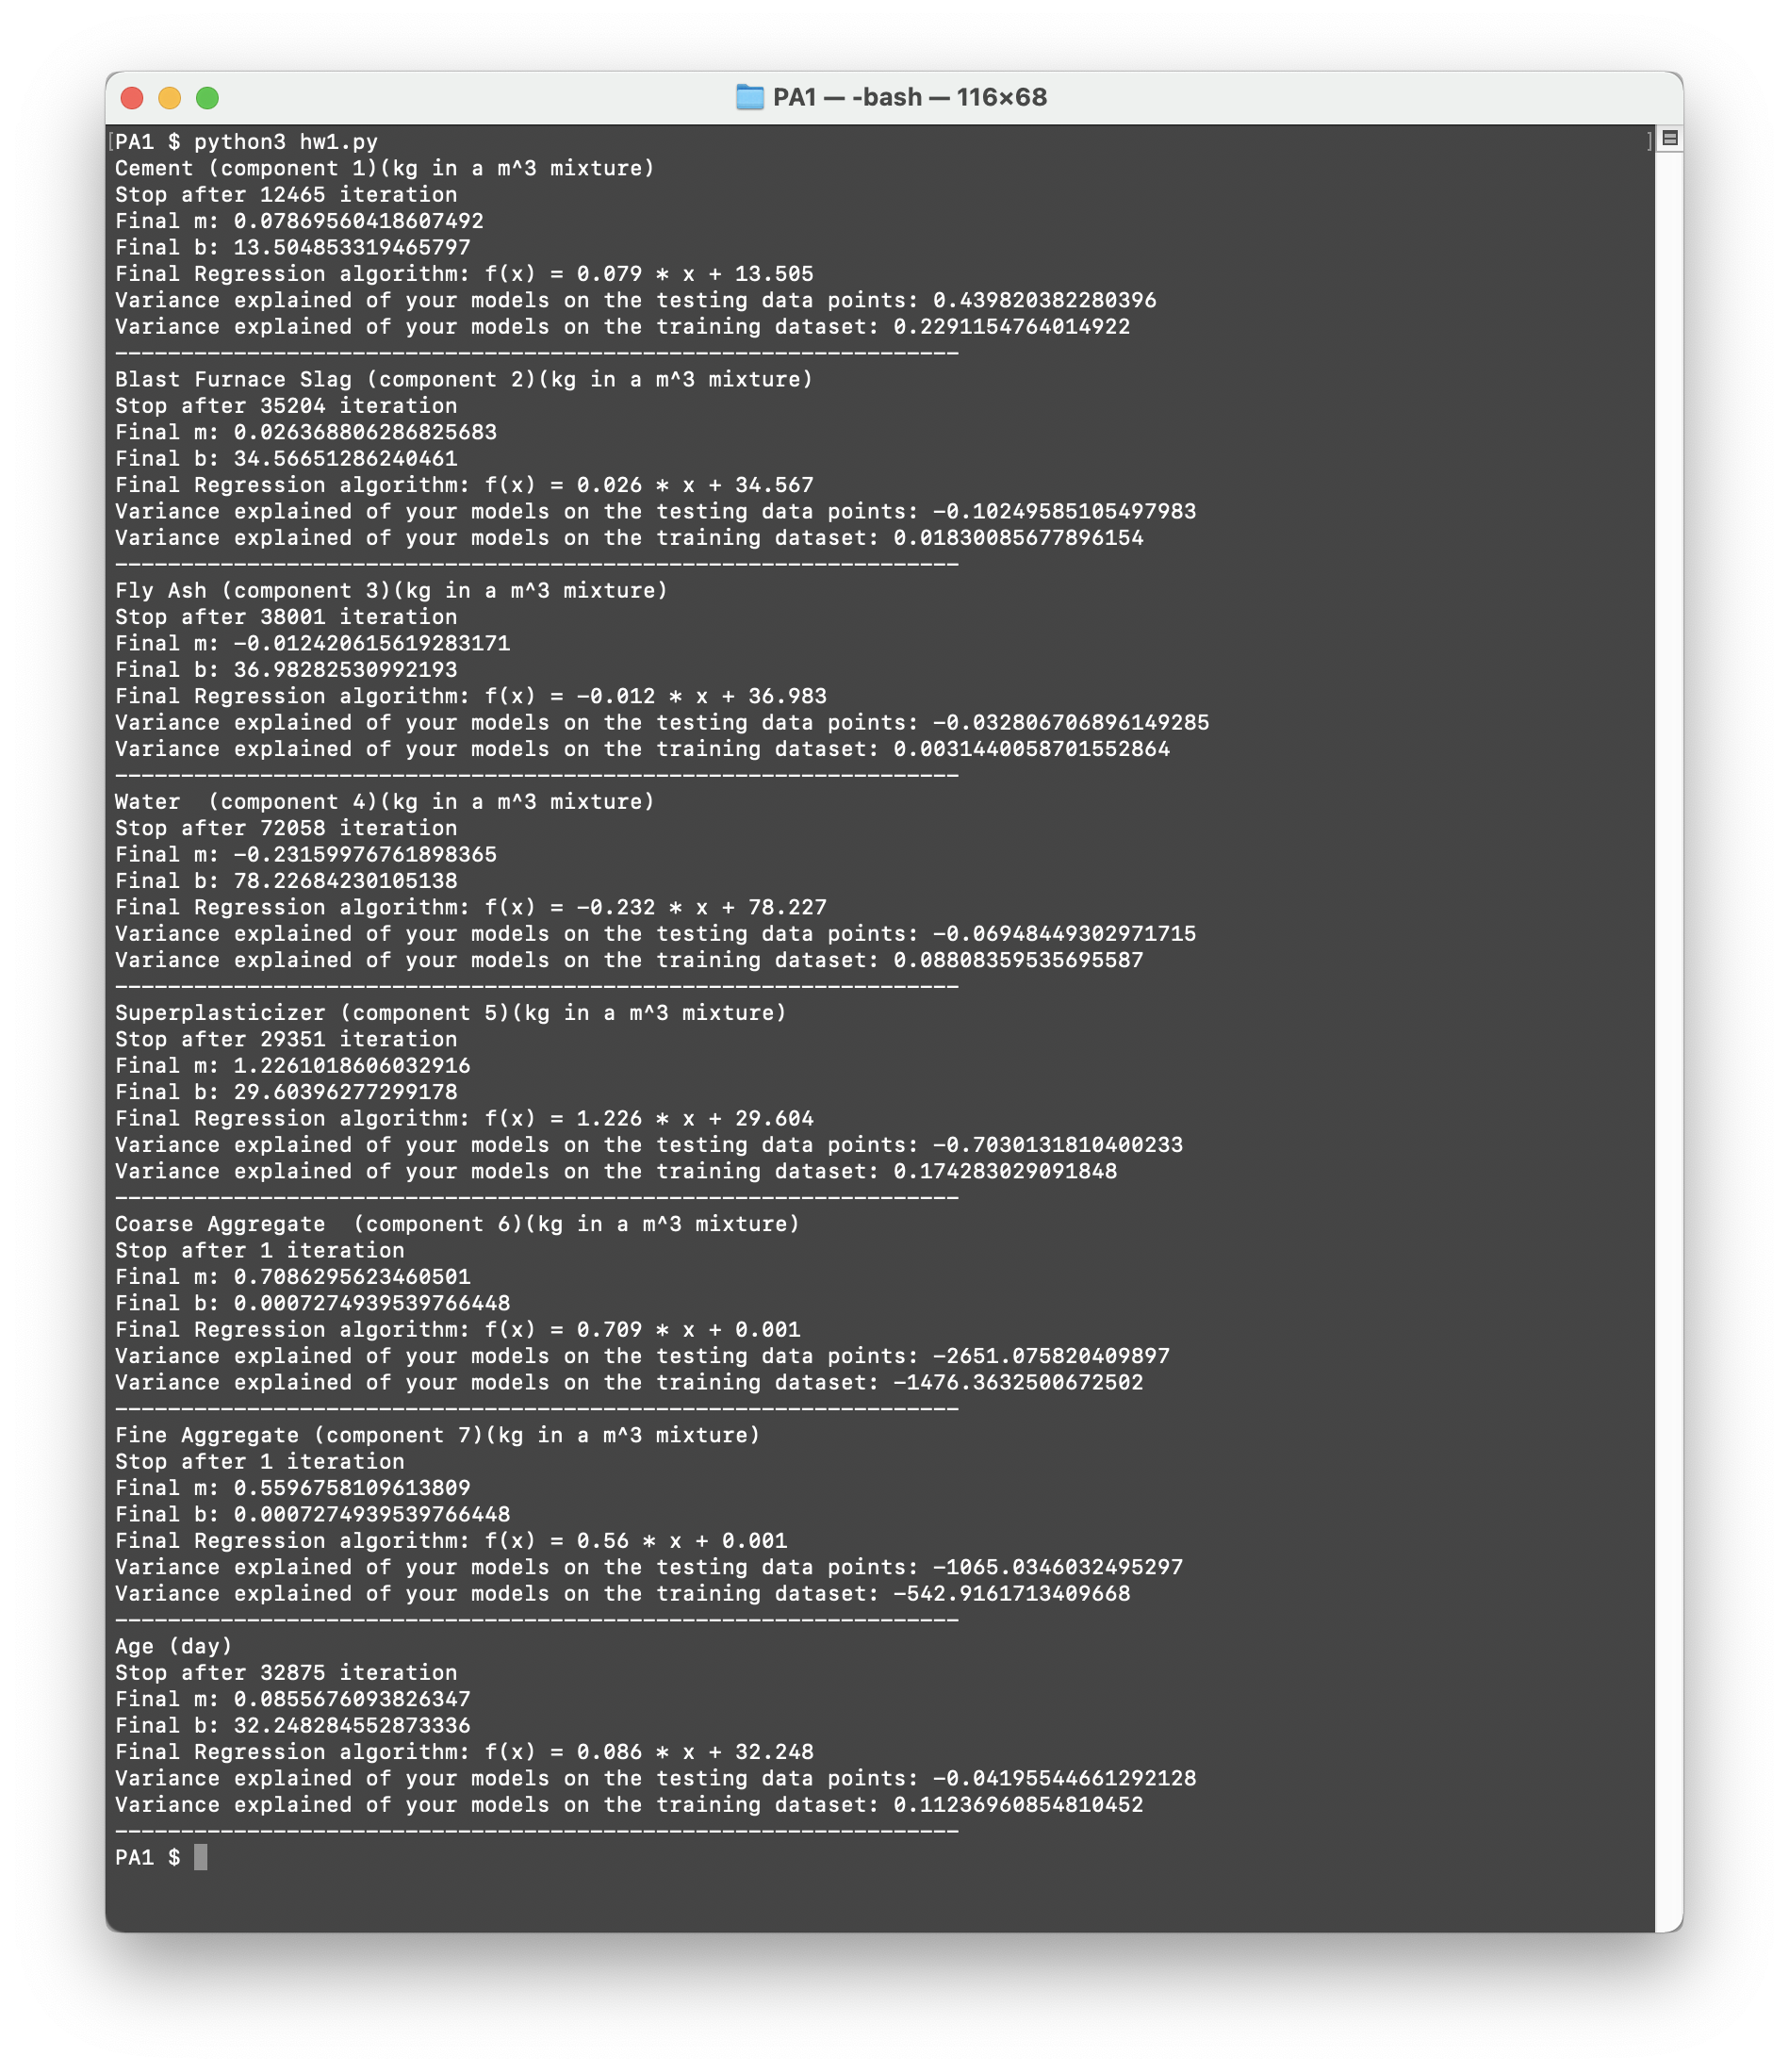 PA1 — -bash — 116×68
[PA1 $ python3 hw1.py ]
Cement (component 1)(kg in a m^3 mixture)
Stop after 12465 iteration
Final m: 0.07869560418607492
Final b: 13.504853319465797
Final Regression algorithm: f(x) = 0.079 * x + 13.505
Variance explained of your models on the testing data points: 0.439820382280396
Variance explained of your models on the training dataset: 0.2291154764014922
----------------------------------------------------------------
Blast Furnace Slag (component 2)(kg in a m^3 mixture)
Stop after 35204 iteration
Final m: 0.026368806286825683
Final b: 34.56651286240461
Final Regression algorithm: f(x) = 0.026 * x + 34.567
Variance explained of your models on the testing data points: -0.10249585105497983
Variance explained of your models on the training dataset: 0.01830085677896154
----------------------------------------------------------------
Fly Ash (component 3)(kg in a m^3 mixture)
Stop after 38001 iteration
Final m: -0.012420615619283171
Final b: 36.98282530992193
Final Regression algorithm: f(x) = -0.012 * x + 36.983
Variance explained of your models on the testing data points: -0.032806706896149285
Variance explained of your models on the training dataset: 0.0031440058701552864
----------------------------------------------------------------
Water  (component 4)(kg in a m^3 mixture)
Stop after 72058 iteration
Final m: -0.23159976761898365
Final b: 78.22684230105138
Final Regression algorithm: f(x) = -0.232 * x + 78.227
Variance explained of your models on the testing data points: -0.06948449302971715
Variance explained of your models on the training dataset: 0.08808359535695587
----------------------------------------------------------------
Superplasticizer (component 5)(kg in a m^3 mixture)
Stop after 29351 iteration
Final m: 1.2261018606032916
Final b: 29.60396277299178
Final Regression algorithm: f(x) = 1.226 * x + 29.604
Variance explained of your models on the testing data points: -0.7030131810400233
Variance explained of your models on the training dataset: 0.174283029091848
----------------------------------------------------------------
Coarse Aggregate  (component 6)(kg in a m^3 mixture)
Stop after 1 iteration
Final m: 0.7086295623460501
Final b: 0.0007274939539766448
Final Regression algorithm: f(x) = 0.709 * x + 0.001
Variance explained of your models on the testing data points: -2651.075820409897
Variance explained of your models on the training dataset: -1476.3632500672502
----------------------------------------------------------------
Fine Aggregate (component 7)(kg in a m^3 mixture)
Stop after 1 iteration
Final m: 0.5596758109613809
Final b: 0.0007274939539766448
Final Regression algorithm: f(x) = 0.56 * x + 0.001
Variance explained of your models on the testing data points: -1065.0346032495297
Variance explained of your models on the training dataset: -542.9161713409668
----------------------------------------------------------------
Age (day)
Stop after 32875 iteration
Final m: 0.0855676093826347
Final b: 32.248284552873336
Final Regression algorithm: f(x) = 0.086 * x + 32.248
Variance explained of your models on the testing data points: -0.04195544661292128
Variance explained of your models on the training dataset: 0.11236960854810452
----------------------------------------------------------------
PA1 $